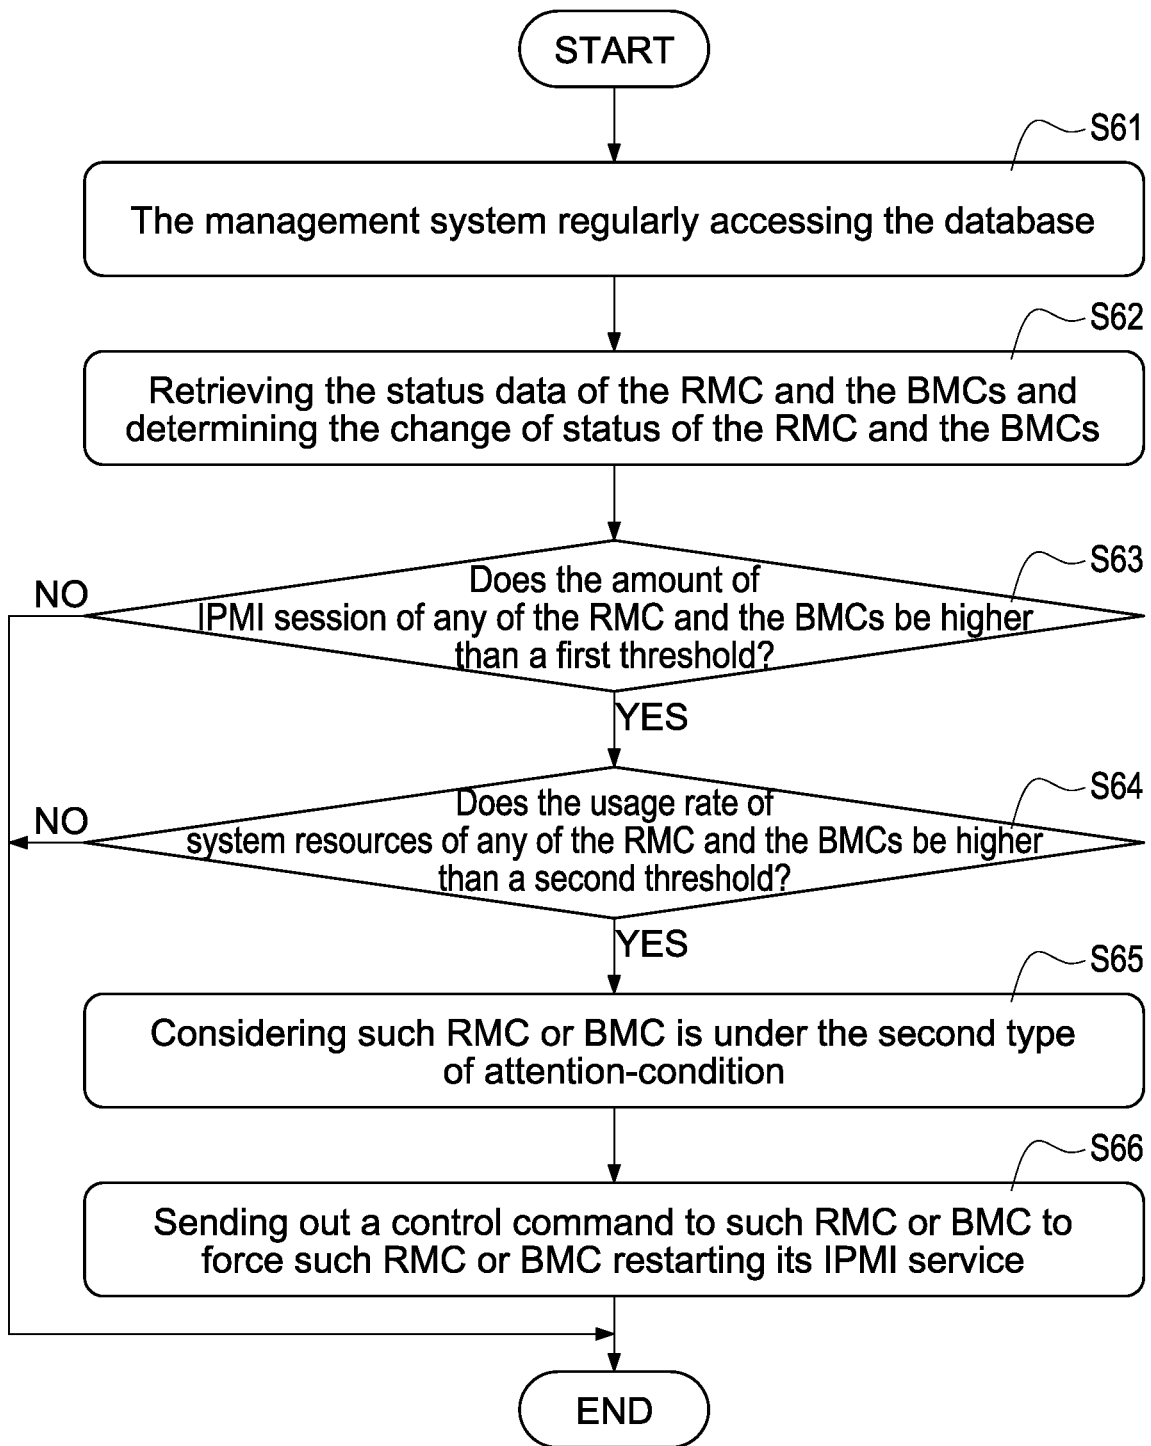 START
S61
The management system regularly accessing the database
S62
Retrieving the status data of the RMC and the BMCs and
determining the change of status of the RMC and the BMCs
S63
NO
Does the amount of
IPMI session of any of the RMC and the BMCs be higher
than a first threshold?
YES
S64
NO
Does the usage rate of
system resources of any of the RMC and the BMCs be higher
than a second threshold?
YES
S65
Considering such RMC or BMC is under the second type
of attention-condition
S66
Sending out a control command to such RMC or BMC to
force such RMC or BMC restarting its IPMI service
END